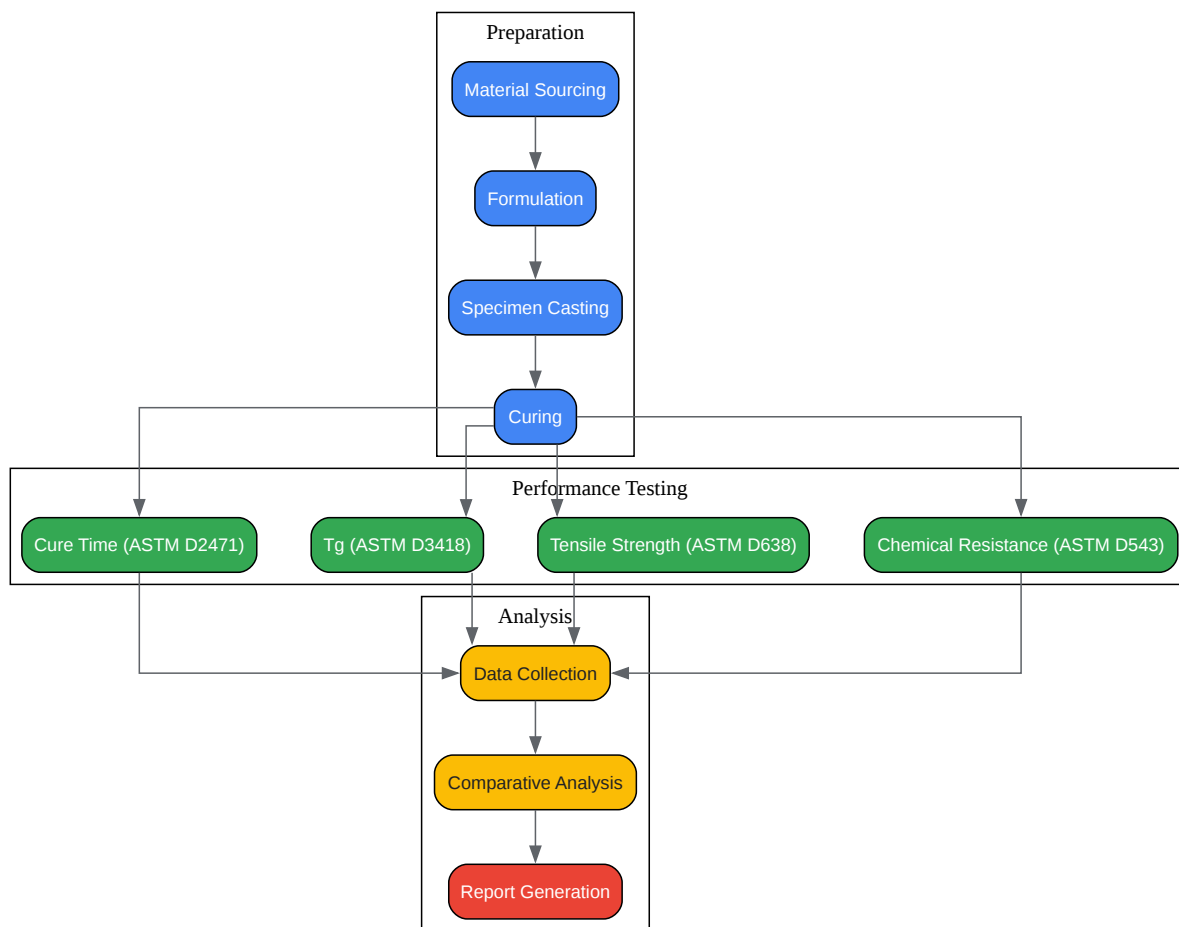 Preparation
Material Sourcing
Formulation
Specimen Casting
Curing
Performance Testing
Cure Time (ASTM D2471)
Tg (ASTM D3418)
Tensile Strength (ASTM D638)
Chemical Resistance (ASTM D543)
Analysis
Data Collection
Comparative Analysis
Report Generation